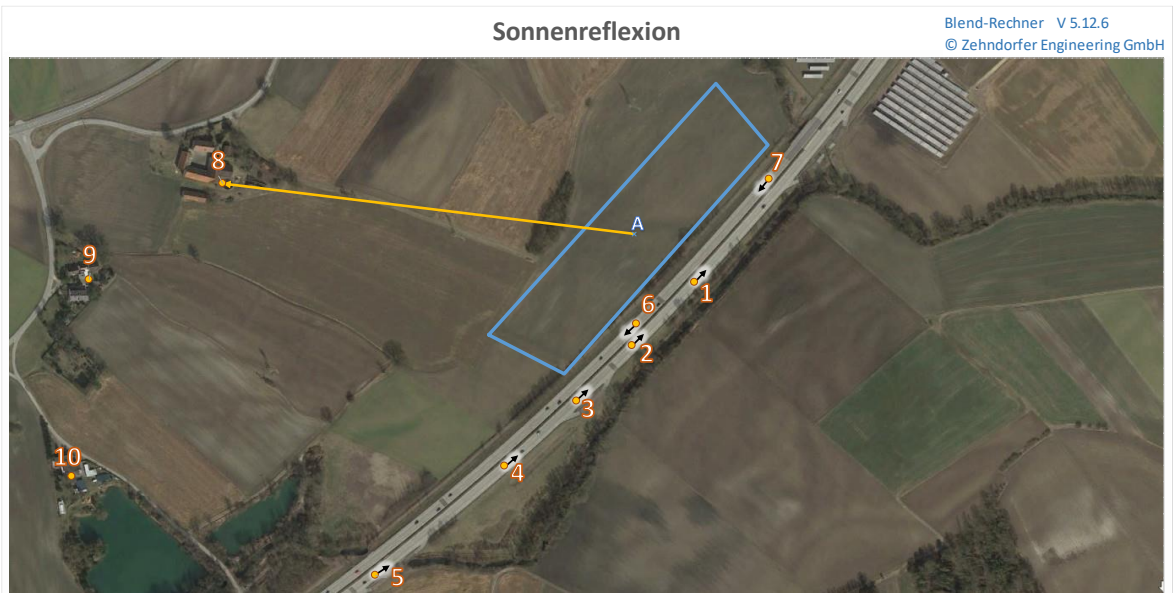 Sonnenreflexion
Blend-Rechner V 5.12.6
© Zehndorfer Engineering GmbH
8
7
A
9
1
6
2
3
10
4
5